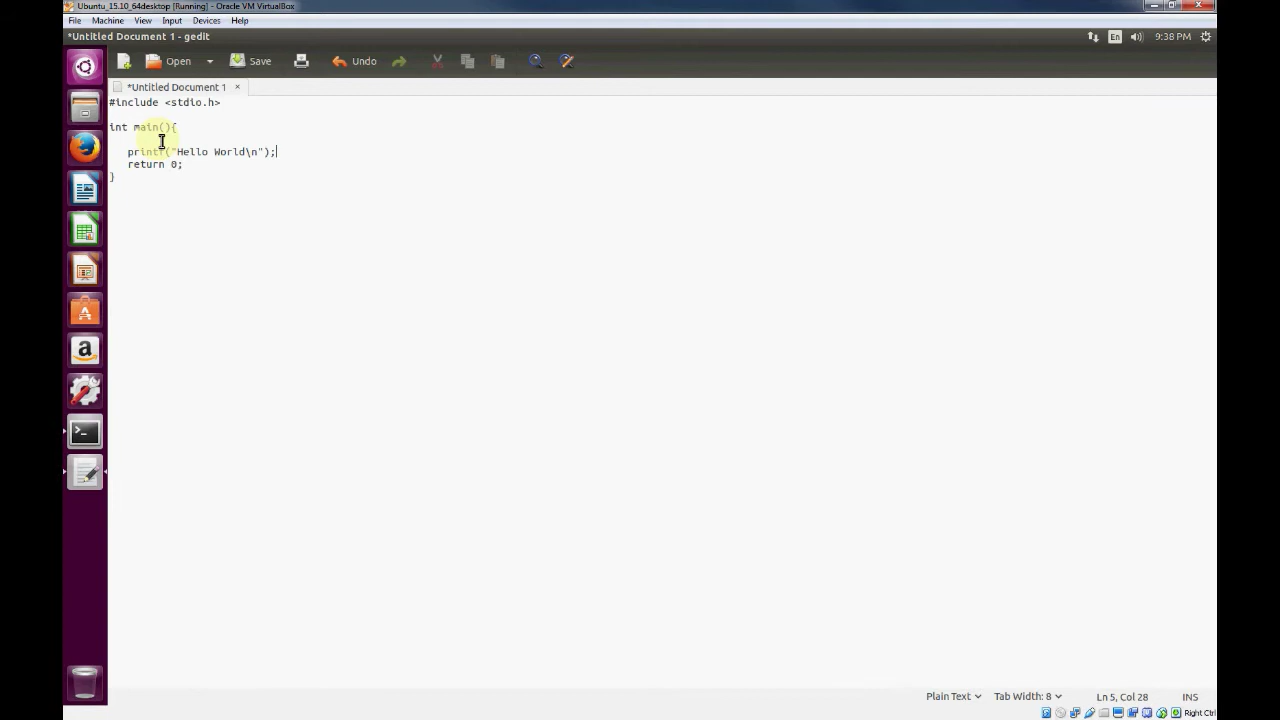 Ubuntu_15.10_64desktop [Running] - Oracle VM VirtualBox
File Machine View Input Devices Help
*Untitled Document 1 - gedit
En
9:38 PM
Open
Save
Undo
*Untitled Document 1 ×
#include <stdio.h>
int main(){
printf("Hello World\n");
return 0;
}
Plain Text
Tab Width: 8
Ln 5, Col 28
INS
Right Ctrl